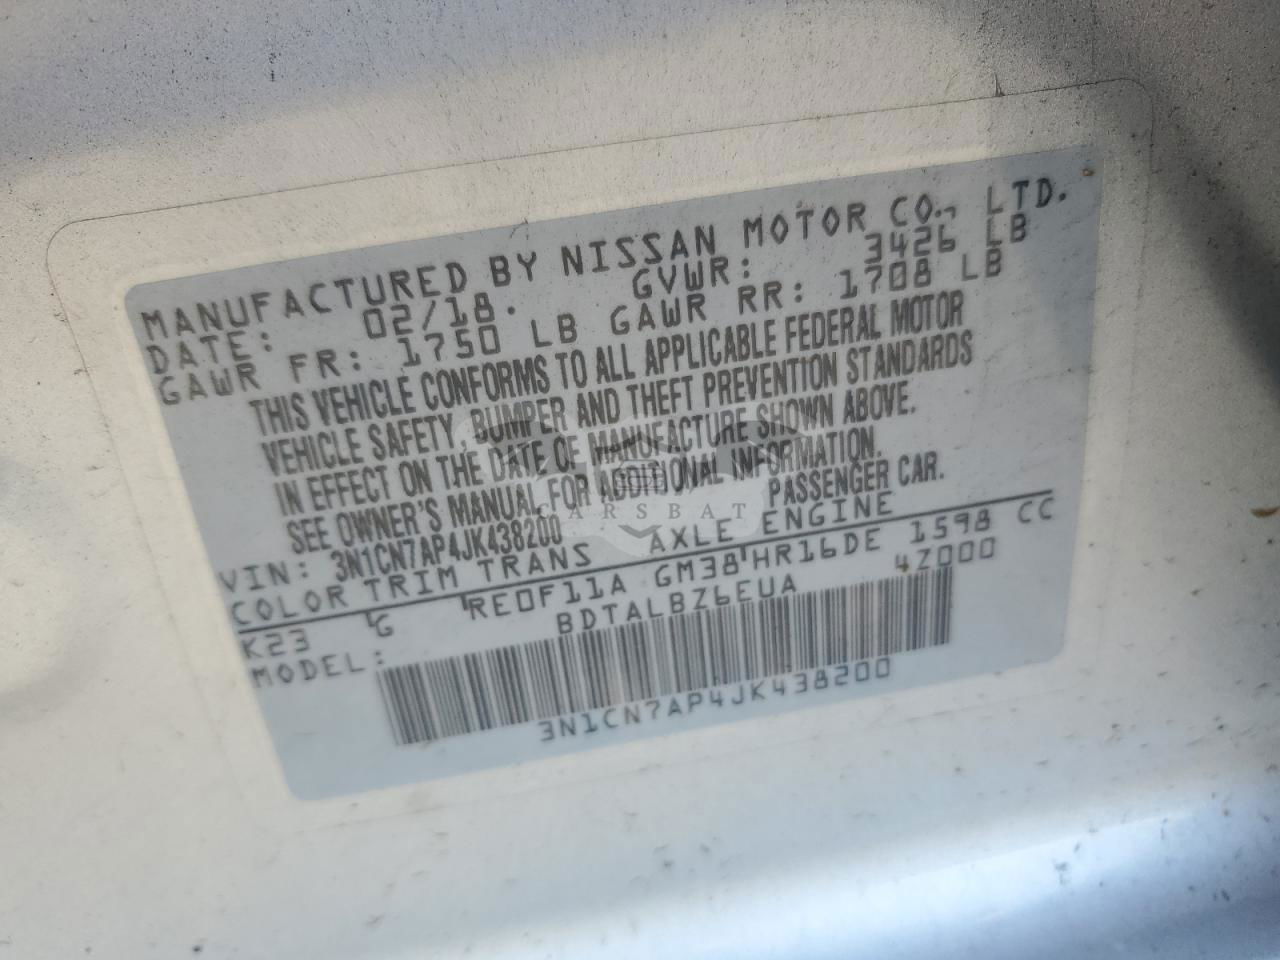 MANUFACTURED BY NISSAN MOTOR CO., LTD.
DATE: 02/18. GVWR: 3426 LB
GAWR FR: 1750 LB GAWR RR: 1708 LB
THIS VEHICLE CONFORMS TO ALL APPLICABLE FEDERAL MOTOR
VEHICLE SAFETY, BUMPER AND THEFT PREVENTION STANDARDS
IN EFFECT ON THE DATE OF MANUFACTURE SHOWN ABOVE.
SEE OWNER'S MANUAL FOR ADDITIONAL INFORMATION.
VIN: 3N1CN7AP4JK438200 PASSENGER CAR.
COLOR TRIM TRANS AXLE ENGINE
K23 G RE0F11A GM38 HR16DE 1598 CC
MODEL: BDTALBZ6EUA 4Z000
3N1CN7AP4JK438200
CARSBAT